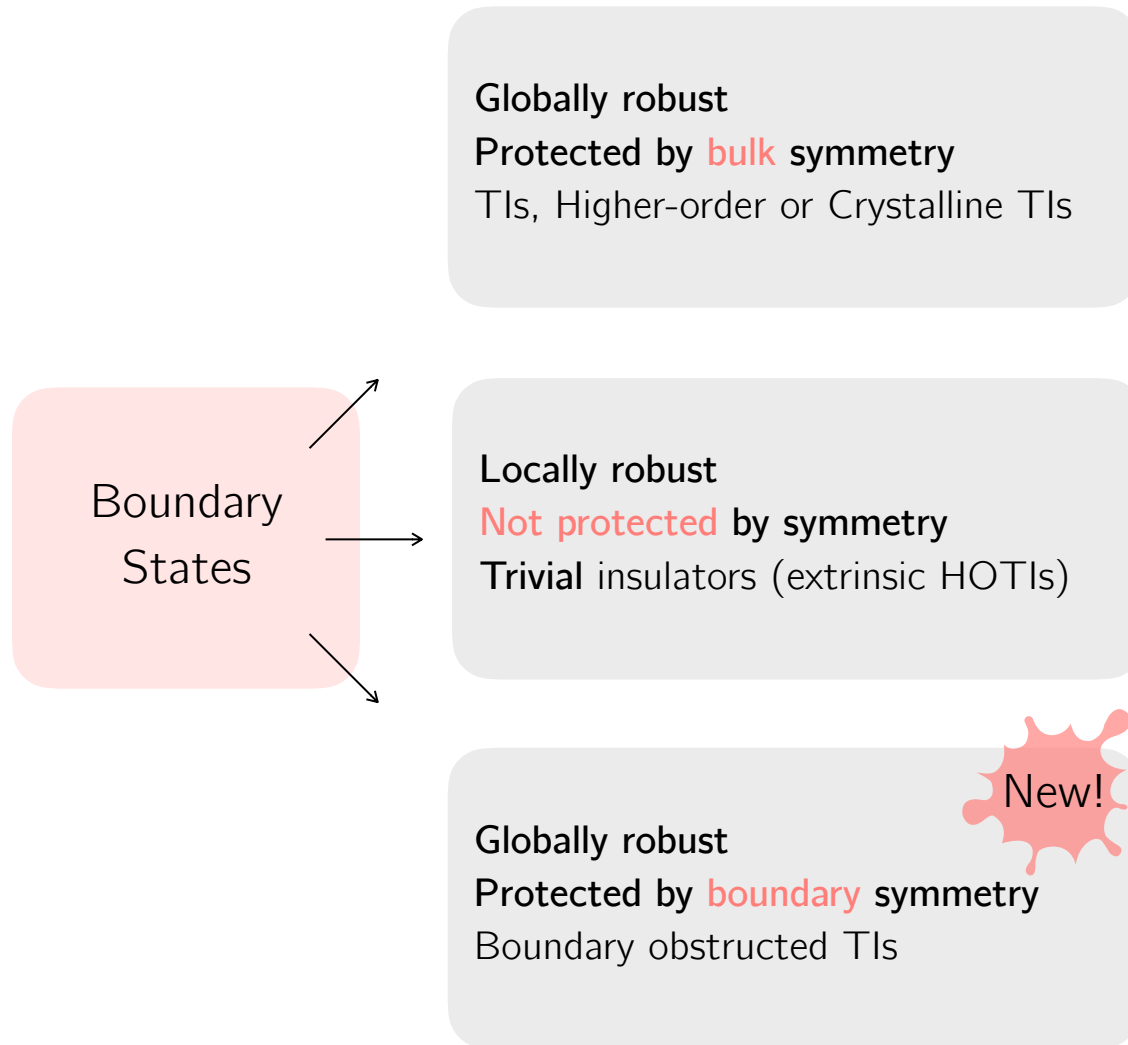 Globally robust
Protected by bulk symmetry
TIs, Higher-order or Crystalline TIs
Boundary
States
Locally robust
Not protected by symmetry
Trivial insulators (extrinsic HOTIs)
New!
Globally robust
Protected by boundary symmetry
Boundary obstructed TIs